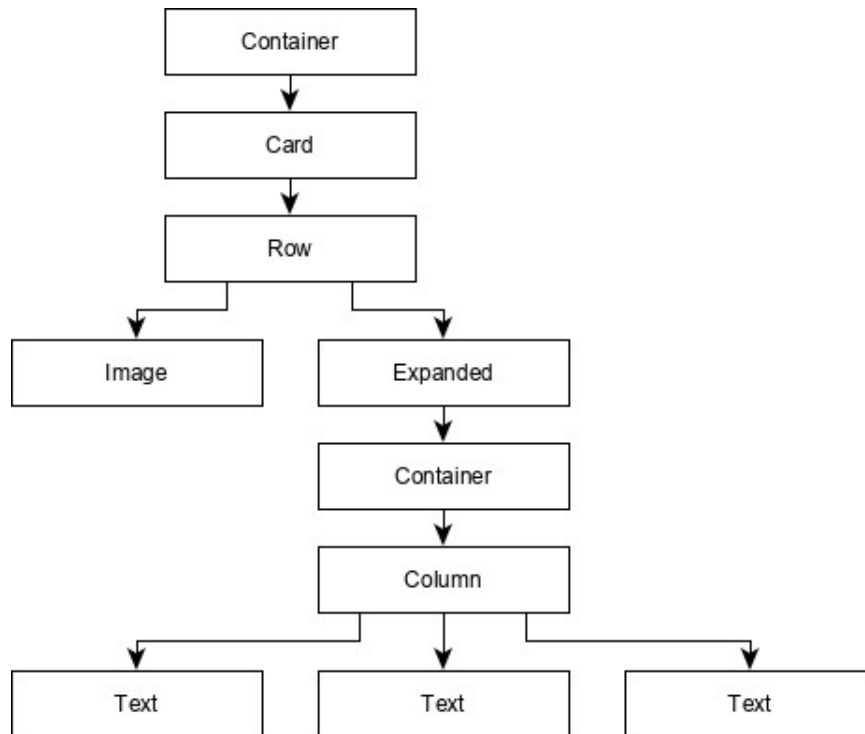 Container
Card
Row
Image
Expanded
Container
Column
Text
Text
Text